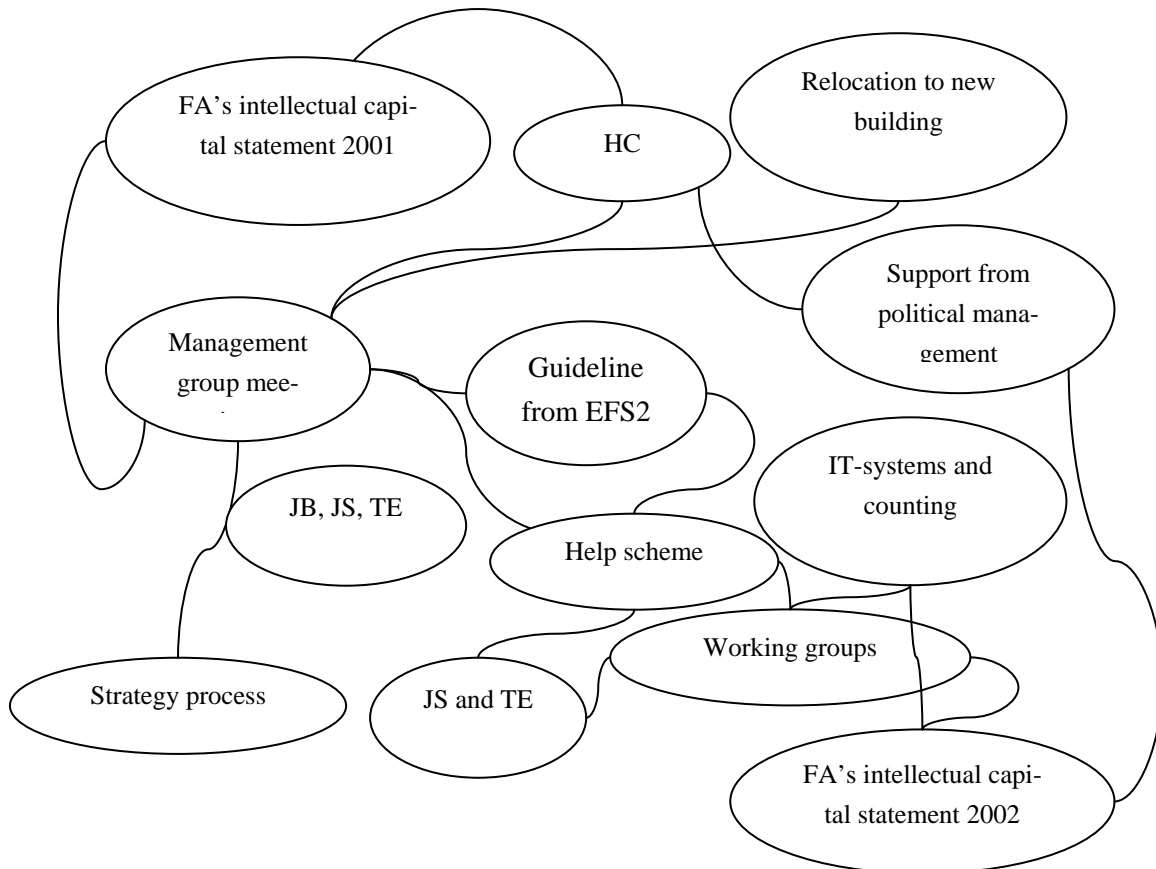 FA's intellectual capi-
tal statement 2001
HC
Relocation to new
building
Support from
political mana-
gement
Management
group mee-
Guideline
from EFS2
IT-systems and
counting
JB, JS, TE
Help scheme
Working groups
Strategy process
JS and TE
FA's intellectual capi-
tal statement 2002